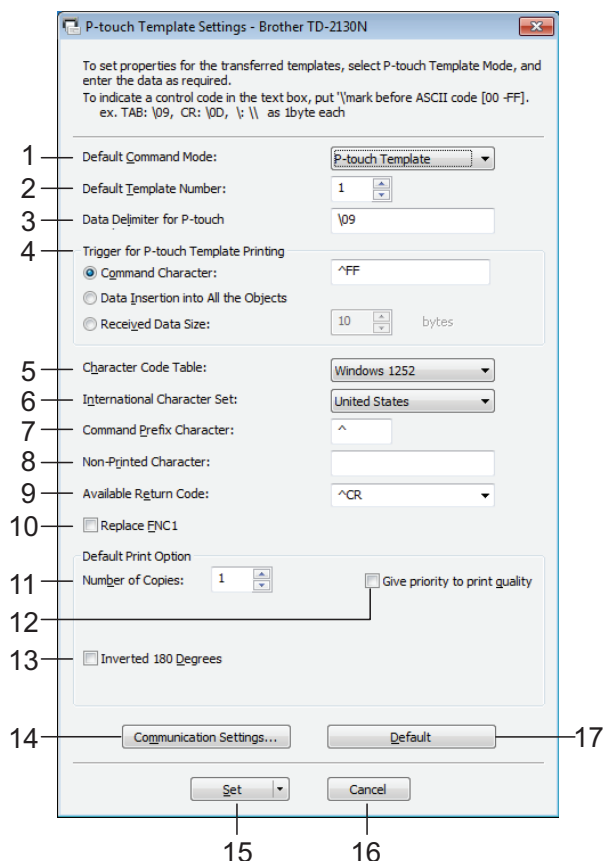 P-touch Template Settings - Brother TD-2130N
To set properties for the transferred templates, select P-touch Template Mode, and
enter the data as required.
To indicate a control code in the text box, put '\'mark before ASCII code [00 -FF].
ex. TAB: \09, CR: \0D, \: \\ as 1byte each
1 Default Command Mode: P-touch Template
2 Default Template Number: 1
3 Data Delimiter for P-touch \09
4 Trigger for P-touch Template Printing
Command Character: ^FF
Data Insertion into All the Objects
Received Data Size: 10 bytes
5 Character Code Table: Windows 1252
6 International Character Set: United States
7 Command Prefix Character: ^
8 Non-Printed Character:
9 Available Return Code: ^CR
10 Replace FNC1
Default Print Option
11 Number of Copies: 1 Give priority to print quality
12
13 Inverted 180 Degrees
14 Communication Settings... Default 17
Set Cancel
15 16